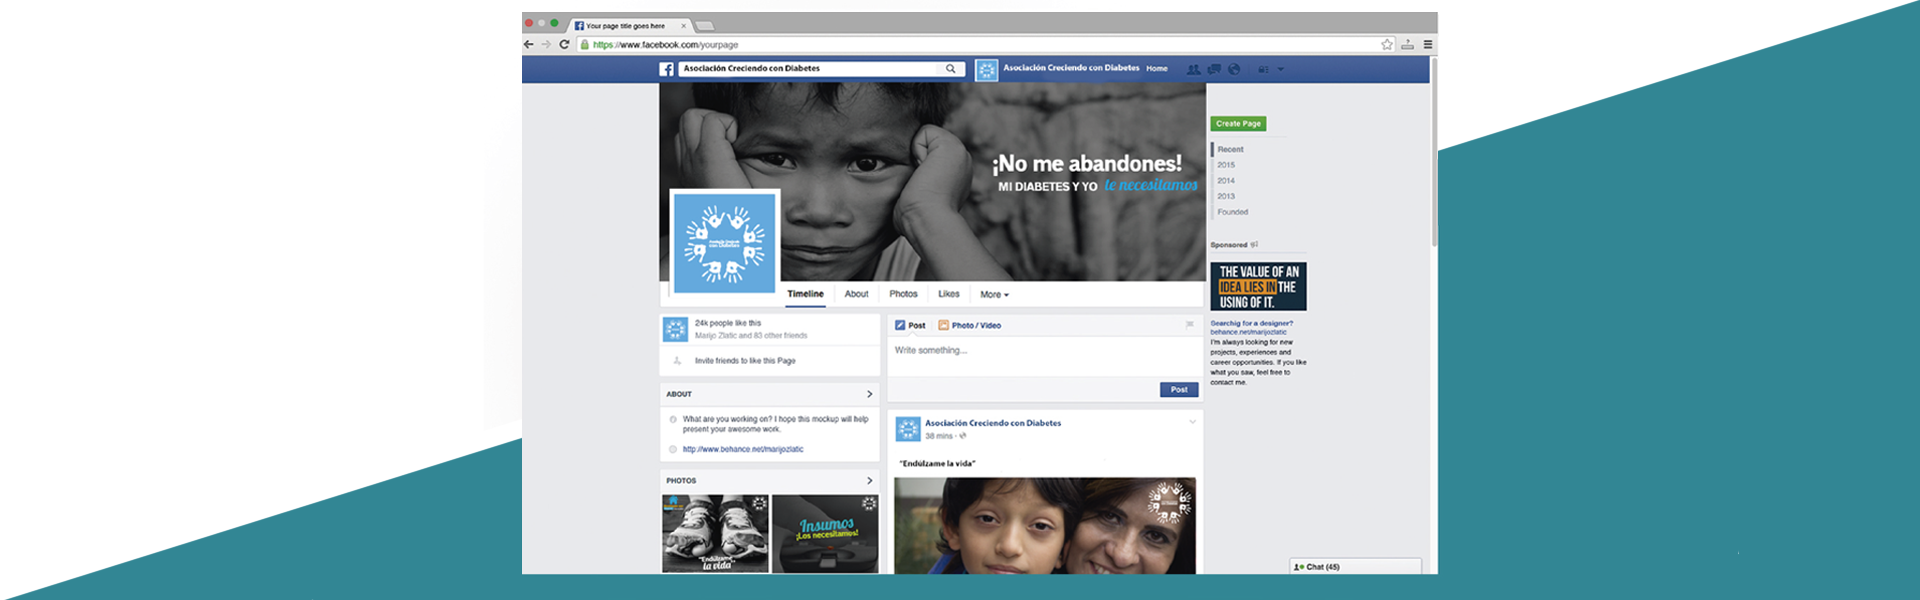 Your page title goes here
https://www.facebook.com/yourpage
Asociación Creciendo con Diabetes
Asociación Creciendo con Diabetes Home
¡No me abandones!
MI DIABETES Y YO te necesitamos
con Diabetes
Timeline About Photos Likes More
24k people like this
Marijo Zlatic and 83 other friends
Invite friends to like this Page
ABOUT
What are you working on? I hope this mockup will help
present your awesome work.
http://www.behance.net/marijozlatic
PHOTOS
"Endúlzame
la vida"
Insumos
¡Los necesitamos!
Post Photo / Video
Write something...
Post
Asociación Creciendo con Diabetes
38 mins
"Endúlzame la vida"
Create Page
Recent
2015
2014
2013
Founded
Sponsored
THE VALUE OF AN
IDEA LIES IN THE
USING OF IT.
Searchig for a designer?
behance.net/marijozlatic
I'm always looking for new
projects, experiences and
career opportunities. If you like
what you saw, feel free to
contact me.
Chat (45)